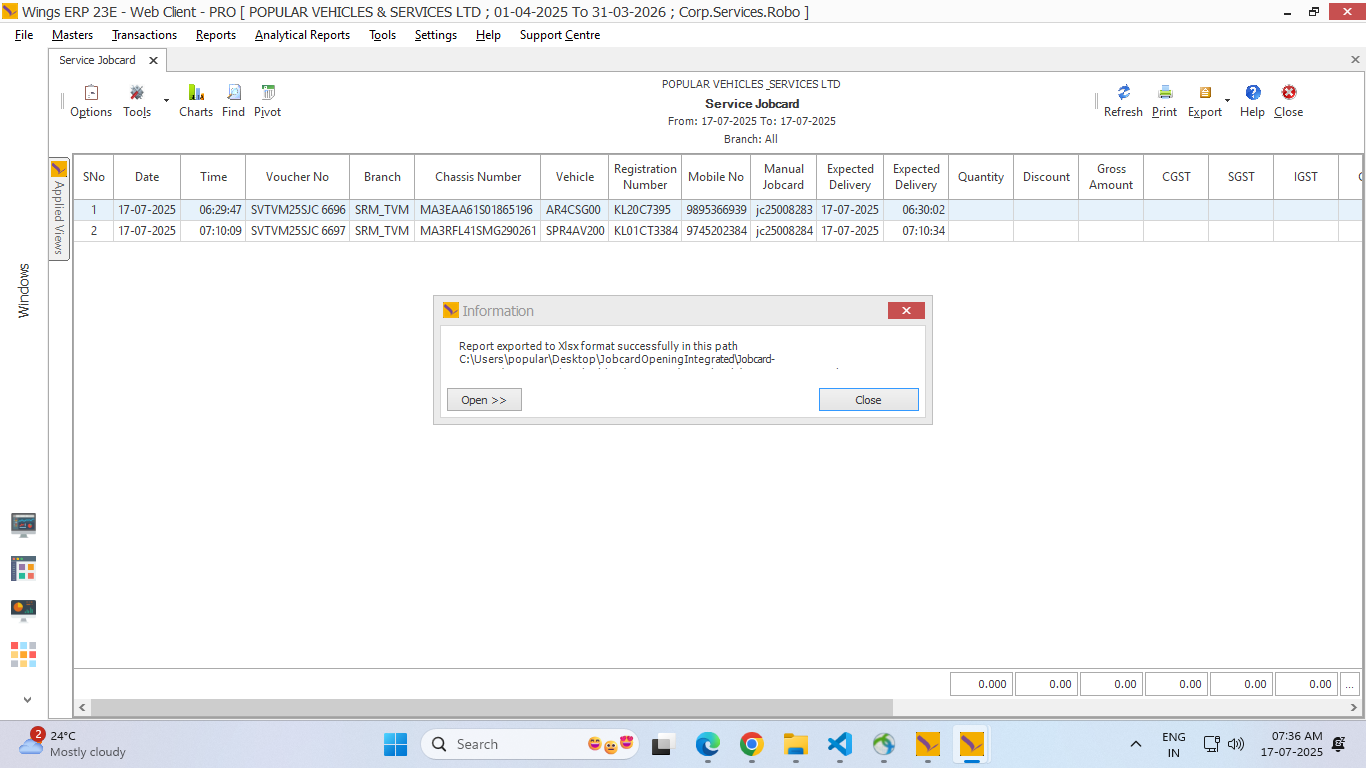 Wings ERP 23E - Web Client - PRO [ POPULAR VEHICLES & SERVICES LTD ; 01-04-2025 To 31-03-2026 ; Corp.Services.Robo ]
File Masters Transactions Reports Analytical Reports Tools Settings Help Support Centre
Service Jobcard
Options Tools Charts Find Pivot
POPULAR VEHICLES_SERVICES LTD
Service Jobcard
From: 17-07-2025 To: 17-07-2025
Branch: All
Refresh Print Export Help Close
Applied Views
Windows
SNo Date Time Voucher No Branch Chassis Number Vehicle Registration Number Mobile No Manual Jobcard Expected Delivery Expected Delivery Quantity Discount Gross Amount CGST SGST IGST
1 17-07-2025 06:29:47 SVTVM25SJC 6696 SRM_TVM MA3EAA61S01865196 AR4CSG00 KL20C7395 9895366939 jc25008283 17-07-2025 06:30:02
2 17-07-2025 07:10:09 SVTVM25SJC 6697 SRM_TVM MA3RFL41SMG290261 SPR4AV200 KL01CT3384 9745202384 jc25008284 17-07-2025 07:10:34
Information
Report exported to Xlsx format successfully in this path
C:\Users\popular\Desktop\JobcardOpeningIntegrated\Jobcard-
Open >> Close
0.000 0.00 0.00 0.00 0.00 0.00 ...
2
24°C
Mostly cloudy
Search
ENG
IN
07:36 AM
17-07-2025